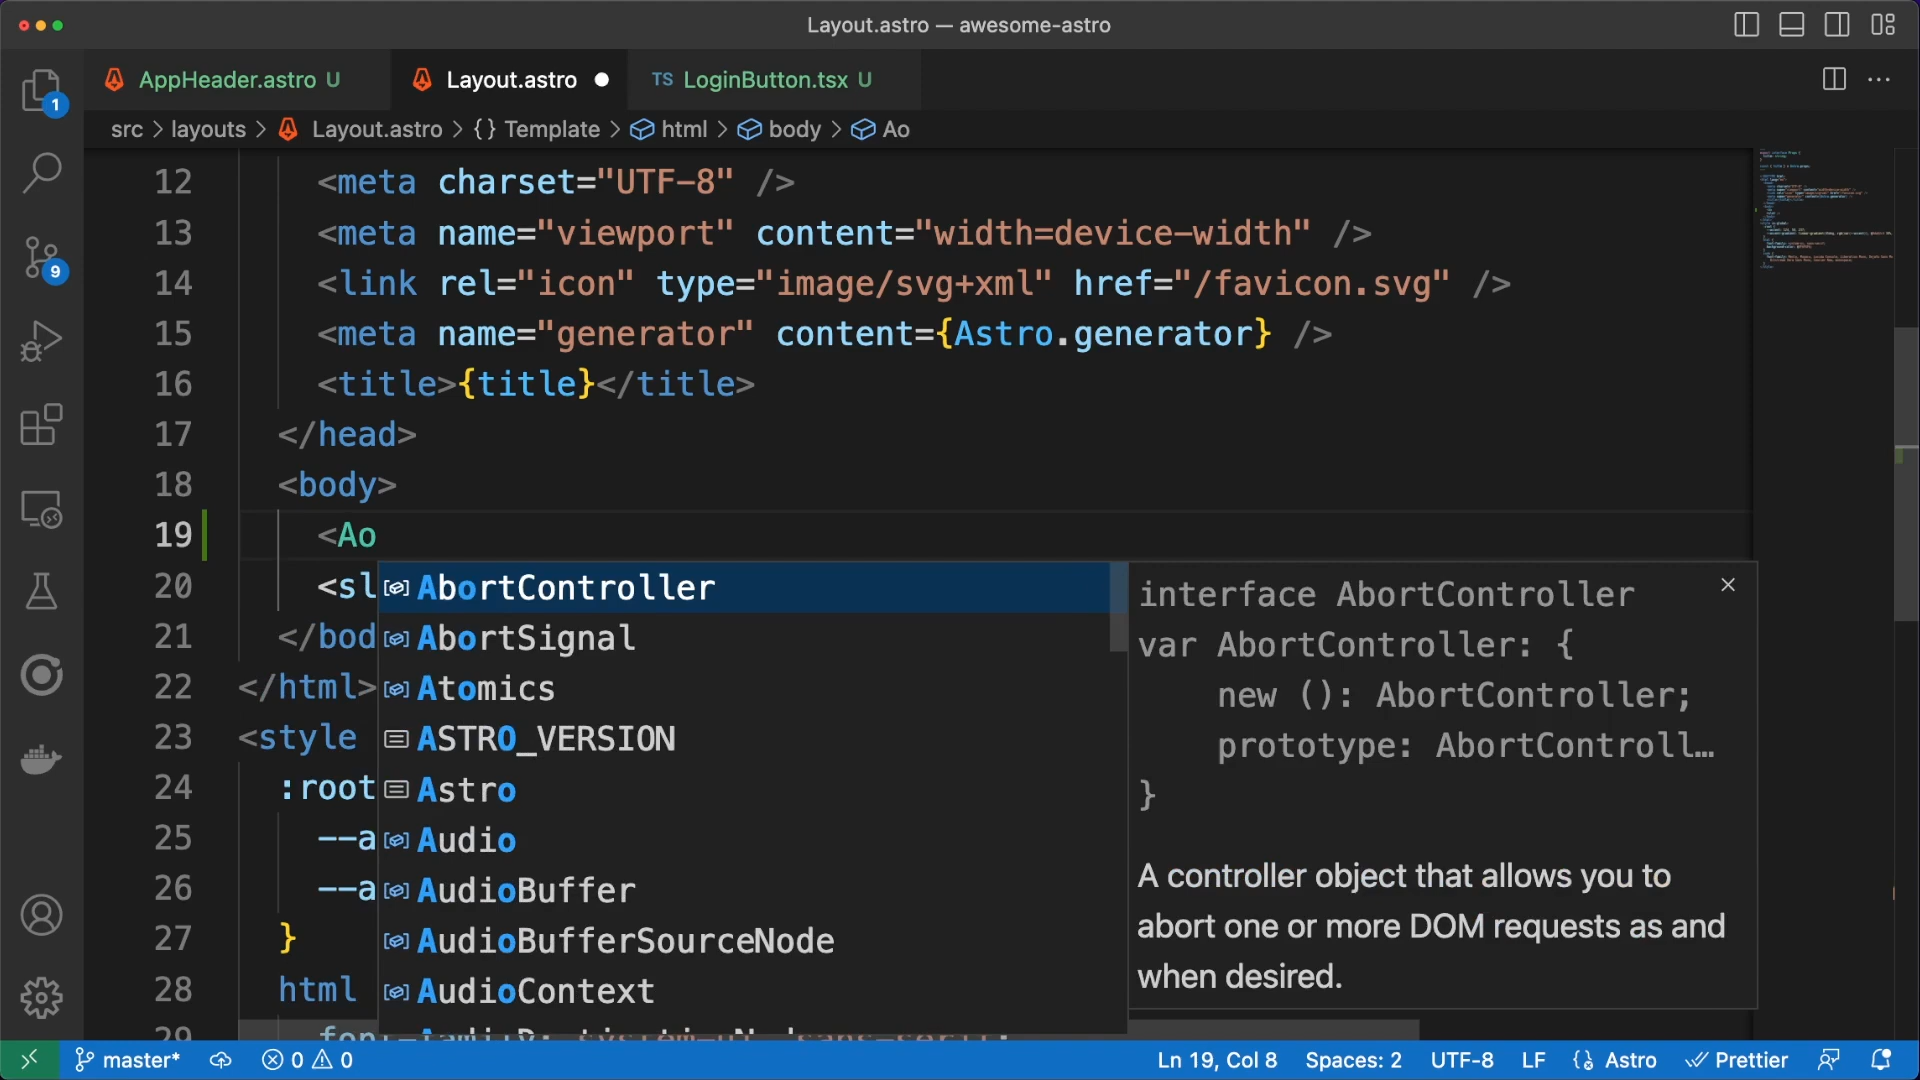 Layout.astro — awesome-astro
AppHeader.astro U
Layout.astro
TS LoginButton.tsx U
src > layouts > Layout.astro > {} Template > html > body > Ao
1
9
12 <meta charset="UTF-8" />
13 <meta name="viewport" content="width=device-width" />
14 <link rel="icon" type="image/svg+xml" href="/favicon.svg" />
15 <meta name="generator" content={Astro.generator} />
16 <title>{title}</title>
17 </head>
18 <body>
19 <Ao
20 <sl
21 </bod
22 </html>
23 <style
24 :root
25 --a
26 --a
27 }
28 html
29
AbortController
AbortSignal
Atomics
ASTRO_VERSION
Astro
Audio
AudioBuffer
AudioBufferSourceNode
AudioContext
interface AbortController
var AbortController: {
new (): AbortController;
prototype: AbortControll…
}
A controller object that allows you to
abort one or more DOM requests as and
when desired.
master* 0 0 Ln 19, Col 8 Spaces: 2 UTF-8 LF Astro Prettier